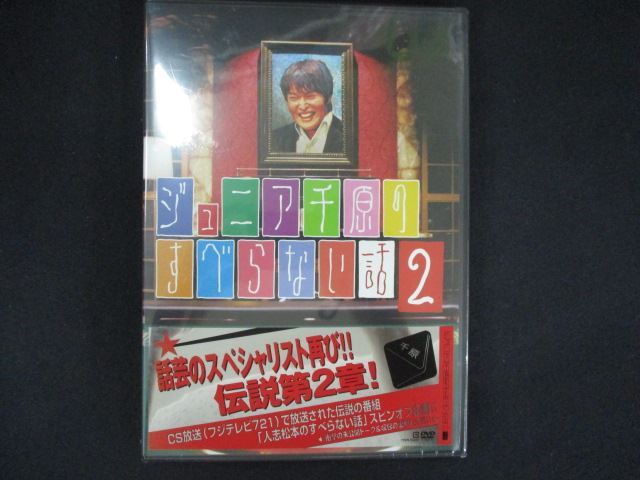 ジュニア千原の
すべらない話2
話芸のスペシャリスト再び!!
伝説第2章!
千原
CS放送(フジテレビ721)で放送された伝説の番組
「人志松本のすべらない話」スピンオフ
DVD